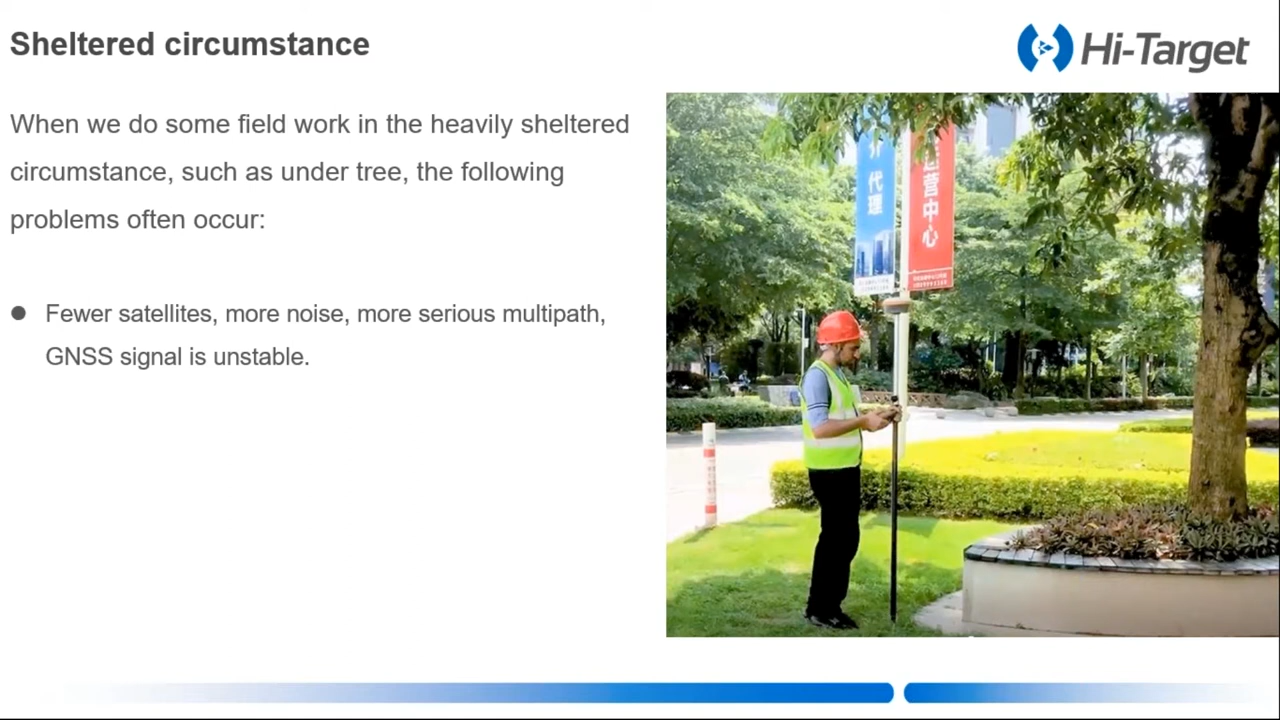 Sheltered circumstance
Hi-Target
When we do some field work in the heavily sheltered
circumstance, such as under tree, the following
problems often occur:
● Fewer satellites, more noise, more serious multipath,
GNSS signal is unstable.
代理
运营中心